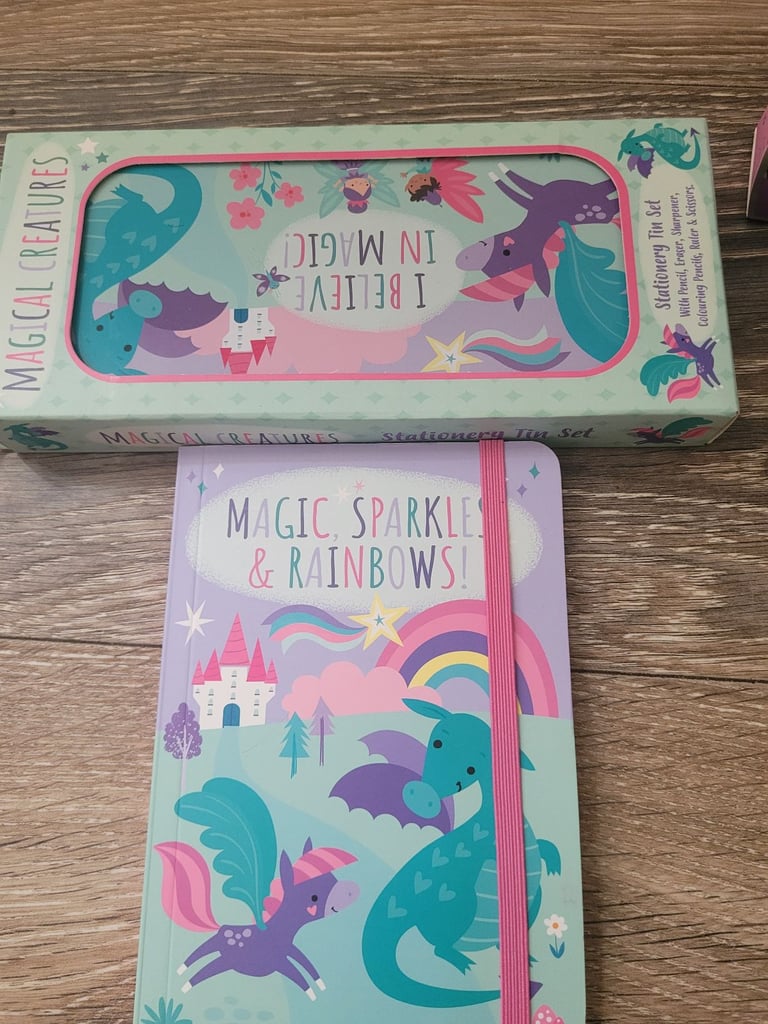 MAGICAL CREATURES
I BELIEVE
IN MAGIC!
Stationery Tin Set
With Pencil, Eraser, Sharpener,
Colouring Pencils, Ruler & Scissors.
MAGICAL CREATURES Stationery Tin Set
MAGIC, SPARKLES
& RAINBOWS!